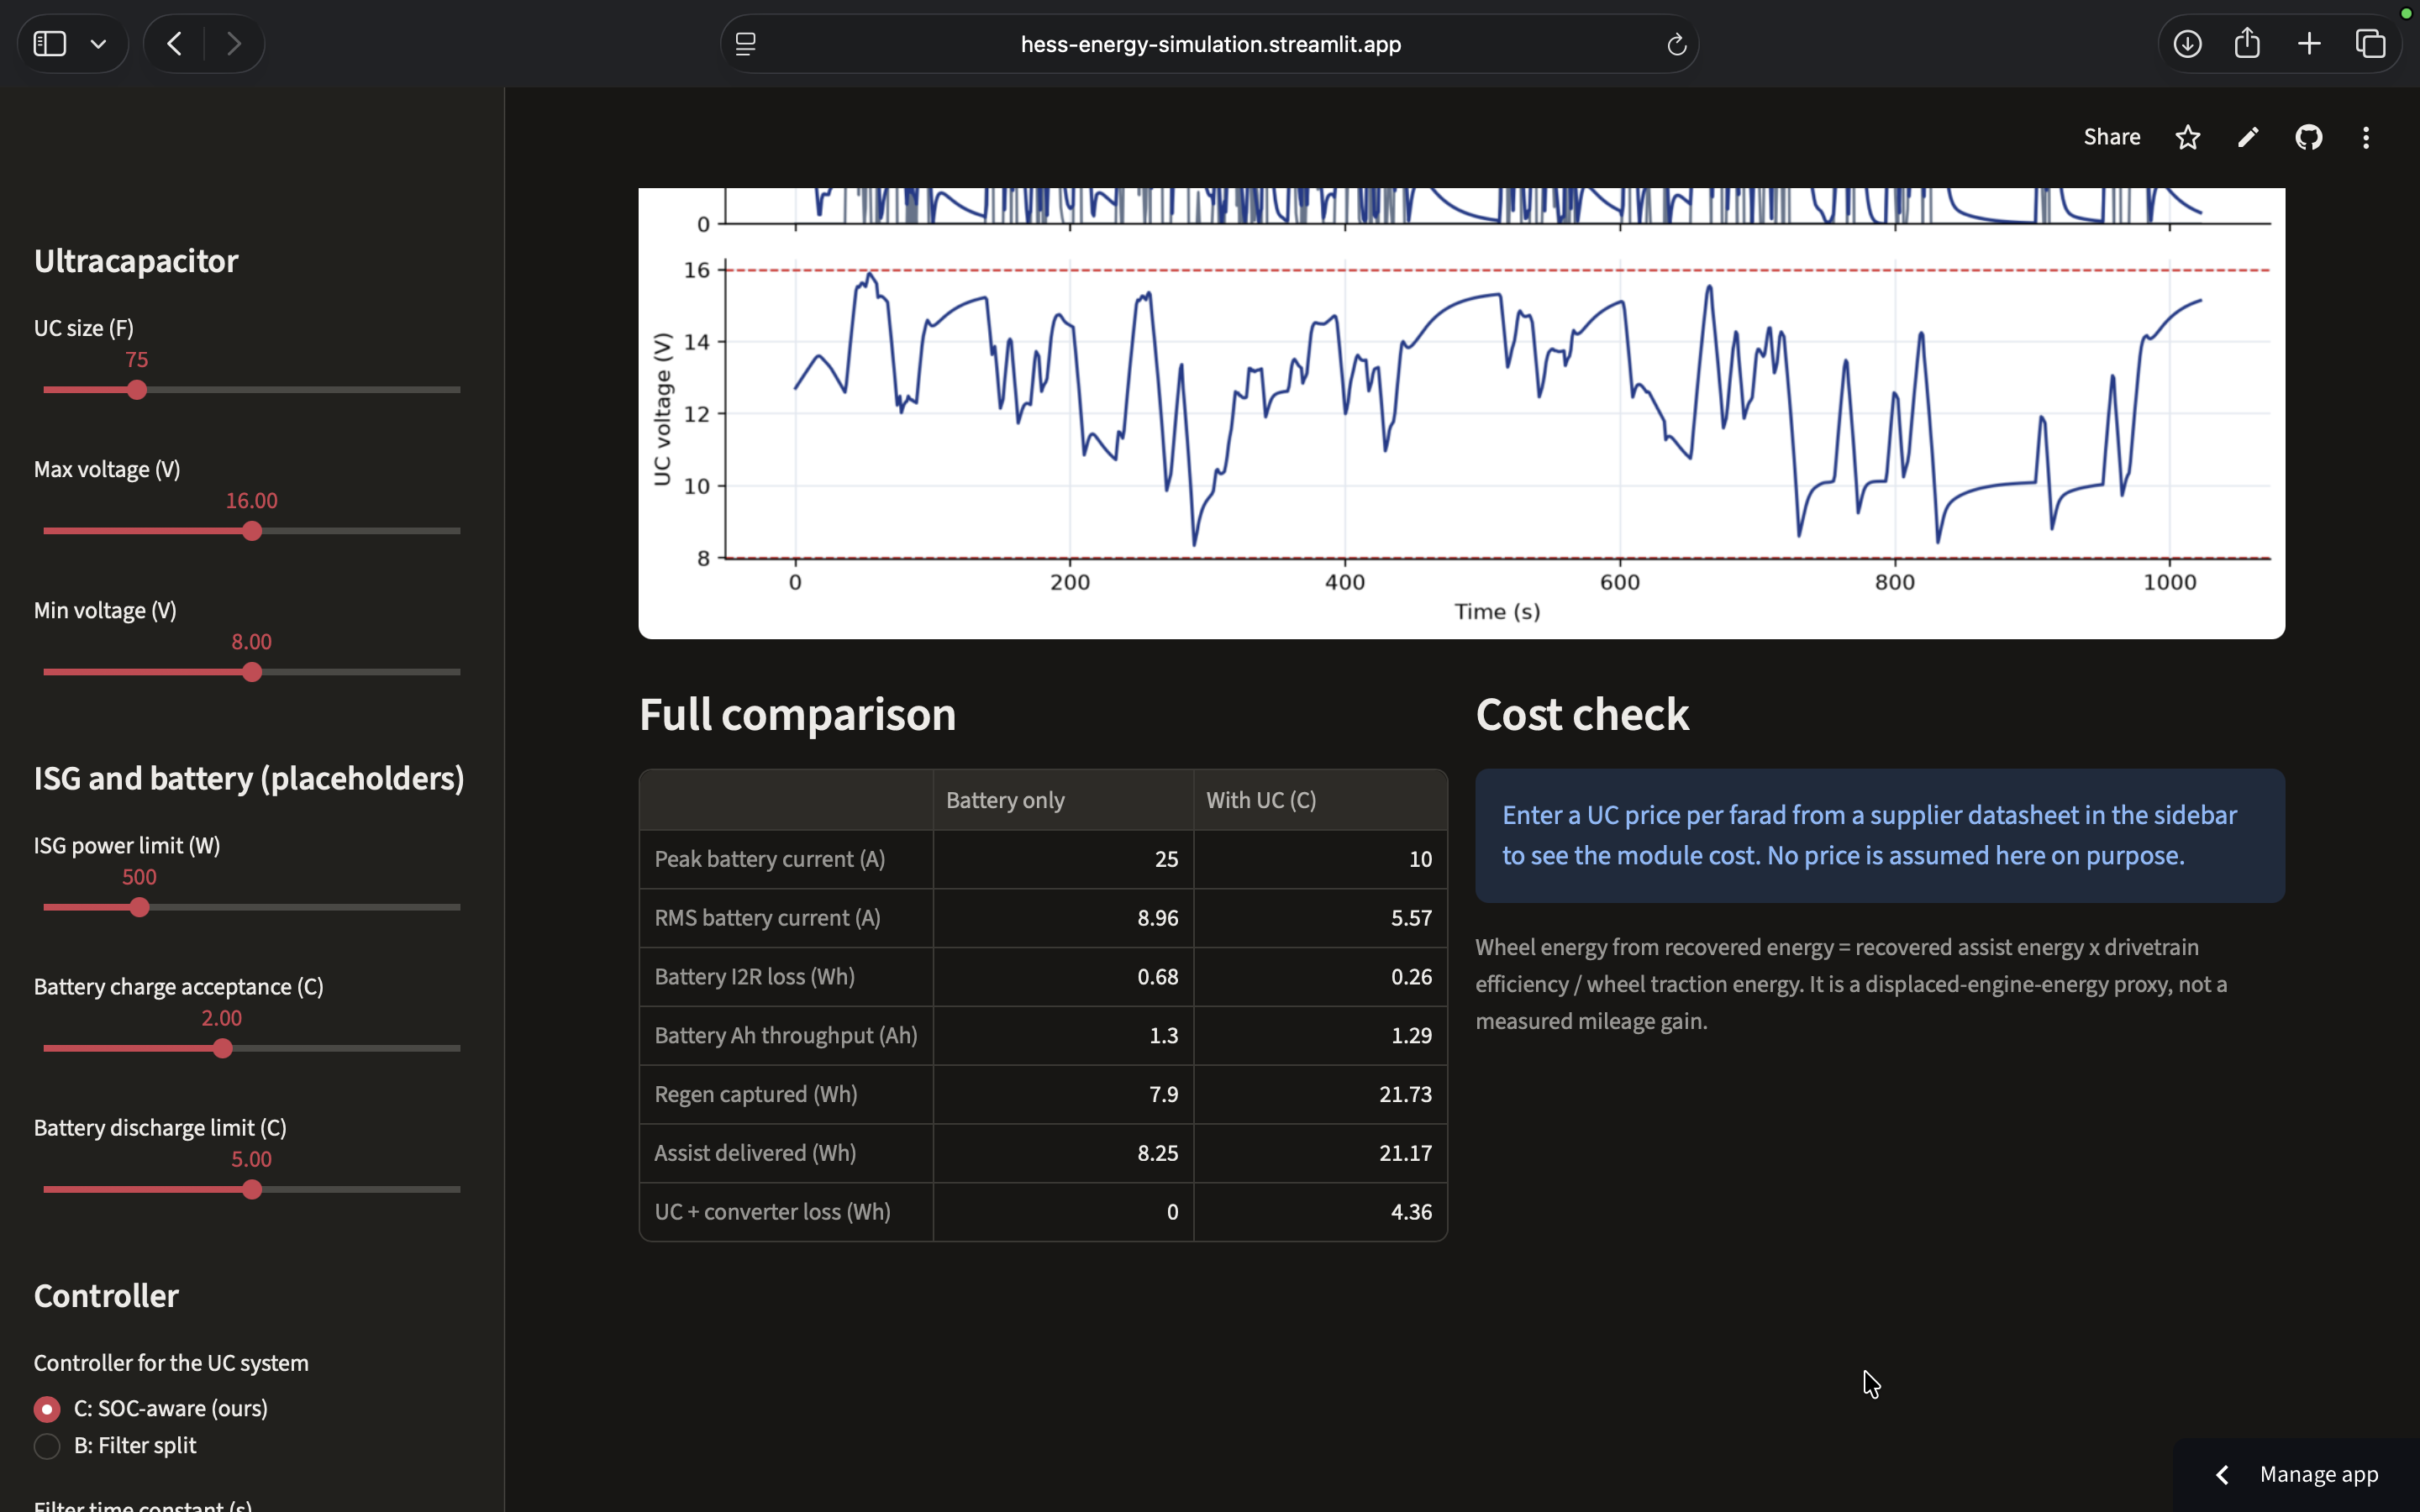 hess-energy-simulation.streamlit.app
Share
Ultracapacitor
UC size (F)
75
Max voltage (V)
16.00
Min voltage (V)
8.00
ISG and battery (placeholders)
ISG power limit (W)
500
Battery charge acceptance (C)
2.00
Battery discharge limit (C)
5.00
Controller
Controller for the UC system
C: SOC-aware (ours)
B: Filter split
Filter time constant (s)
0
16
14
12
10
8
UC voltage (V)
0 200 400 600 800 1000
Time (s)
Full comparison
Battery only With UC (C)
Peak battery current (A) 25 10
RMS battery current (A) 8.96 5.57
Battery I2R loss (Wh) 0.68 0.26
Battery Ah throughput (Ah) 1.3 1.29
Regen captured (Wh) 7.9 21.73
Assist delivered (Wh) 8.25 21.17
UC + converter loss (Wh) 0 4.36
Cost check
Enter a UC price per farad from a supplier datasheet in the sidebar
to see the module cost. No price is assumed here on purpose.
Wheel energy from recovered energy = recovered assist energy x drivetrain
efficiency / wheel traction energy. It is a displaced-engine-energy proxy, not a
measured mileage gain.
Manage app